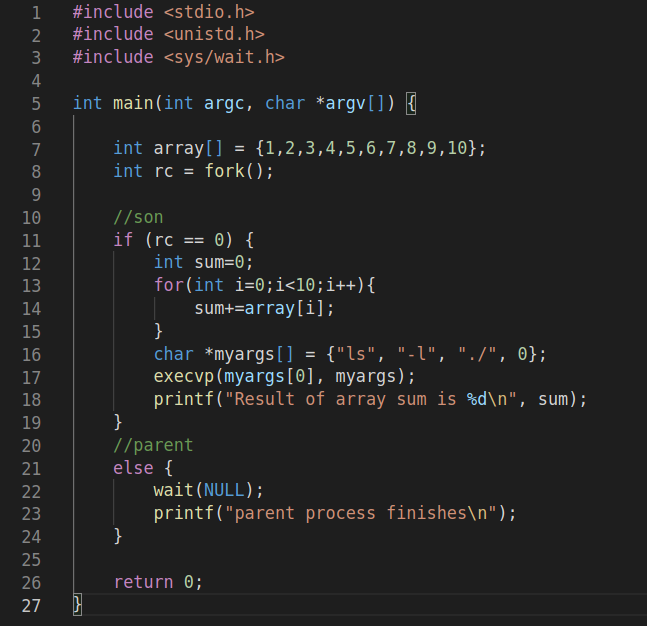 1 #include <stdio.h>
2 #include <unistd.h>
3 #include <sys/wait.h>
4
5 int main(int argc, char *argv[]) {
6
7     int array[] = {1,2,3,4,5,6,7,8,9,10};
8     int rc = fork();
9
10     //son
11     if (rc == 0) {
12         int sum=0;
13         for(int i=0;i<10;i++){
14             sum+=array[i];
15         }
16         char *myargs[] = {"ls", "-l", "./", 0};
17         execvp(myargs[0], myargs);
18         printf("Result of array sum is %d\n", sum);
19     }
20     //parent
21     else {
22         wait(NULL);
23         printf("parent process finishes\n");
24     }
25
26     return 0;
27 }